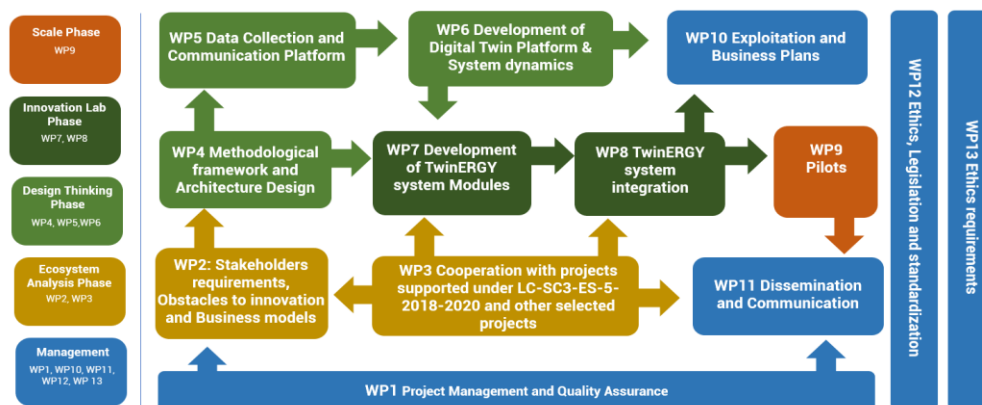 Scale Phase
WP9
Innovation Lab
Phase
WP7, WP8
Design Thinking
Phase
WP4, WP5,WP6
Ecosystem
Analysis Phase
WP2, WP3
Management
WP1, WP10, WP11,
WP12, WP 13
WP5 Data Collection and
Communication Platform
WP6 Development of
Digital Twin Platform &
System dynamics
WP10 Exploitation and
Business Plans
WP4 Methodological
framework and
Architecture Design
WP7 Development of
TwinERGY
system Modules
WP8 TwinERGY
system
integration
WP9
Pilots
WP2: Stakeholders
requirements,
Obstacles to innovation
and Business models
WP3 Cooperation with projects
supported under LC-SC3-ES-5-
2018-2020 and other selected
projects
WP11 Dissemination
and Communication
WP1 Project Management and Quality Assurance
WP12 Ethics, Legislation and standardization
WP13 Ethics requirements